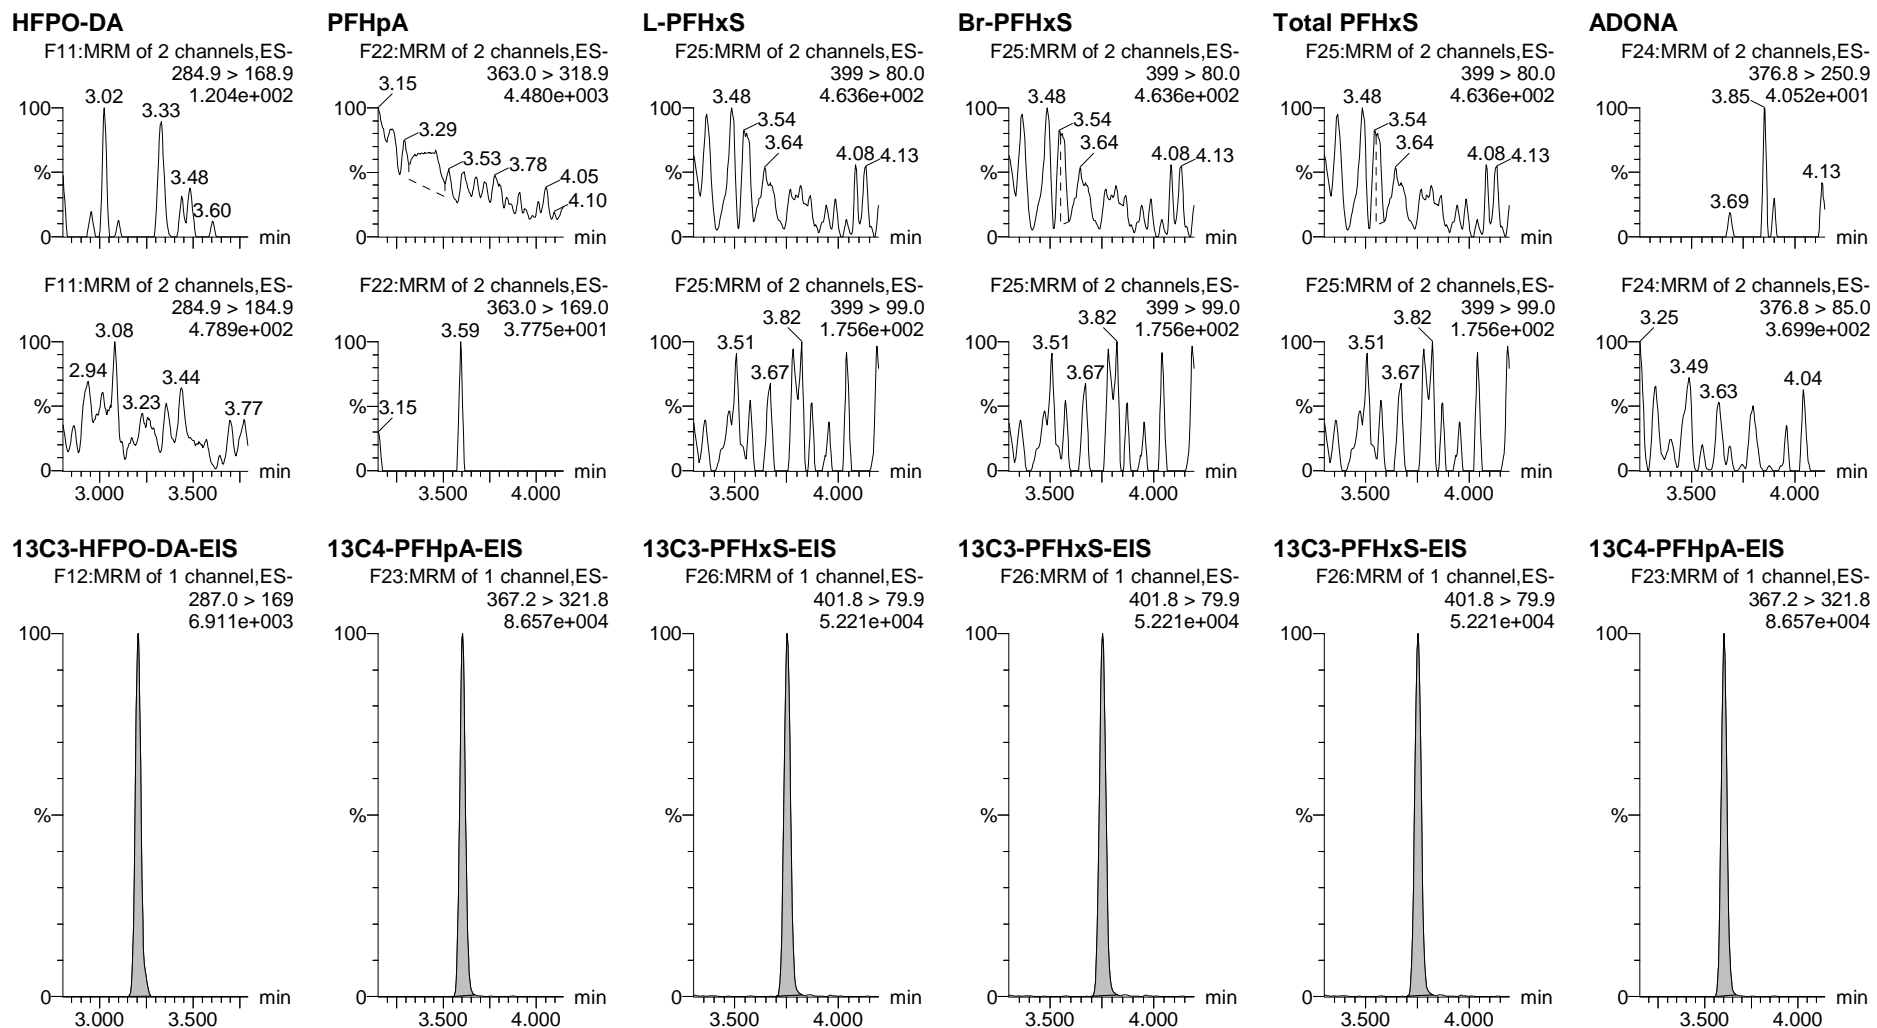 HFPO-DA
F11:MRM of 2 channels,ES-
284.9 > 168.9
1.204e+002
100
3.02
3.33
3.48
3.60
%
0
min
F11:MRM of 2 channels,ES-
284.9 > 184.9
4.789e+002
100
3.08
2.94
3.23
3.44
3.77
%
0
min
3.000 3.500
PFHpA
F22:MRM of 2 channels,ES-
363.0 > 318.9
4.480e+003
3.15
100
3.29
3.53
3.78
4.05
4.10
%
0
min
F22:MRM of 2 channels,ES-
363.0 > 169.0
3.775e+001
100
3.59
3.15
%
0
min
3.500 4.000
L-PFHxS
F25:MRM of 2 channels,ES-
399 > 80.0
4.636e+002
100
3.48
3.54
3.64
4.08
4.13
%
0
min
F25:MRM of 2 channels,ES-
399 > 99.0
1.756e+002
100
3.82
3.51
3.67
%
0
min
3.500 4.000
Br-PFHxS
F25:MRM of 2 channels,ES-
399 > 80.0
4.636e+002
100
3.48
3.54
3.64
4.08
4.13
%
0
min
F25:MRM of 2 channels,ES-
399 > 99.0
1.756e+002
100
3.82
3.51
3.67
%
0
min
3.500 4.000
Total PFHxS
F25:MRM of 2 channels,ES-
399 > 80.0
4.636e+002
100
3.48
3.54
3.64
4.08
4.13
%
0
min
F25:MRM of 2 channels,ES-
399 > 99.0
1.756e+002
100
3.82
3.51
3.67
%
0
min
3.500 4.000
ADONA
F24:MRM of 2 channels,ES-
376.8 > 250.9
4.052e+001
100
3.85
3.69
4.13
%
0
min
F24:MRM of 2 channels,ES-
376.8 > 85.0
3.699e+002
3.25
100
3.49
3.63
4.04
%
0
min
3.500 4.000
13C3-HFPO-DA-EIS
F12:MRM of 1 channel,ES-
287.0 > 169
6.911e+003
100
%
0
min
3.000 3.500
13C4-PFHpA-EIS
F23:MRM of 1 channel,ES-
367.2 > 321.8
8.657e+004
100
%
0
min
3.500 4.000
13C3-PFHxS-EIS
F26:MRM of 1 channel,ES-
401.8 > 79.9
5.221e+004
100
%
0
min
3.500 4.000
13C3-PFHxS-EIS
F26:MRM of 1 channel,ES-
401.8 > 79.9
5.221e+004
100
%
0
min
3.500 4.000
13C3-PFHxS-EIS
F26:MRM of 1 channel,ES-
401.8 > 79.9
5.221e+004
100
%
0
min
3.500 4.000
13C4-PFHpA-EIS
F23:MRM of 1 channel,ES-
367.2 > 321.8
8.657e+004
100
%
0
min
3.500 4.000